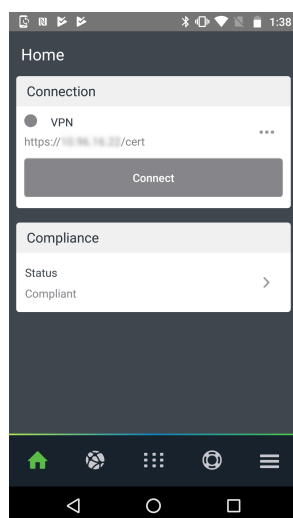 1:38
Home
Connection
VPN
https:// /cert
Connect
Compliance
Status
Compliant